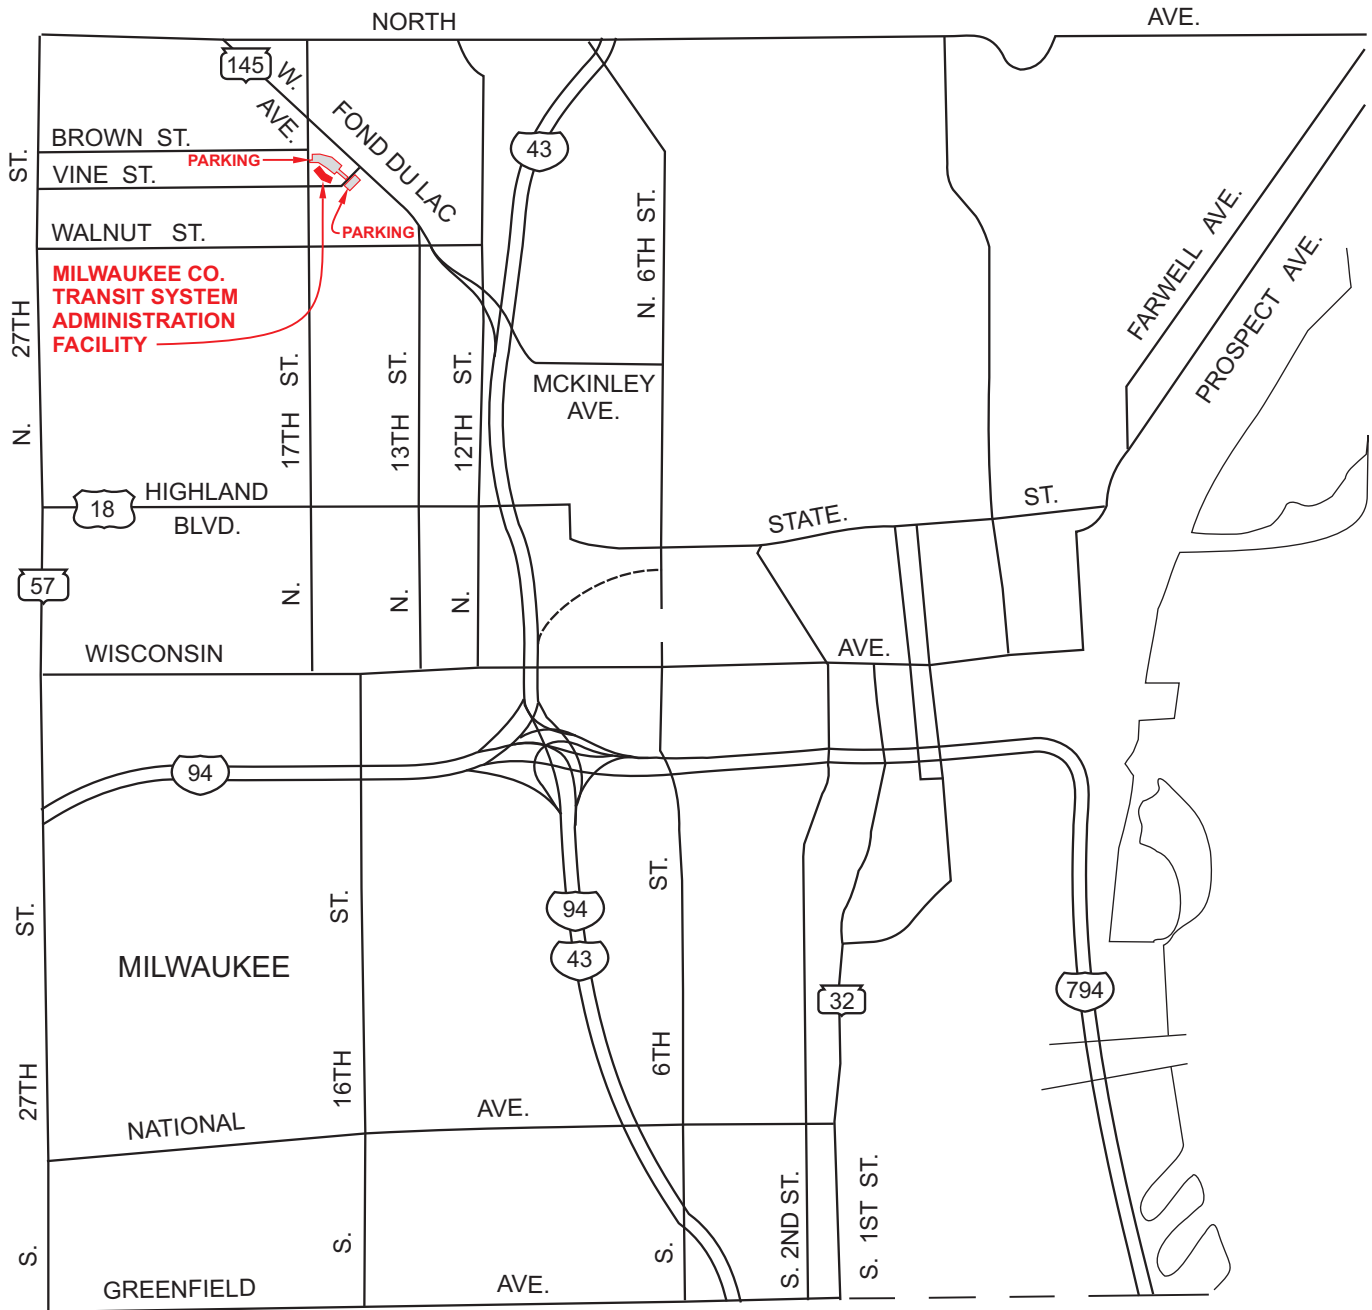 NORTH
AVE.
145
W.
FOND DU LAC
AVE.
43
BROWN ST.
PARKING
VINE ST.
ST.
PARKING
WALNUT ST.
N. 6TH ST.
FARWELL AVE.
PROSPECT AVE.
MILWAUKEE CO.
TRANSIT SYSTEM
ADMINISTRATION
FACILITY
27TH
N.
17TH ST.
13TH ST.
12TH ST.
MCKINLEY
AVE.
18
HIGHLAND
BLVD.
STATE.
ST.
57
N.
N.
N.
WISCONSIN
AVE.
94
ST.
ST.
ST.
94
43
MILWAUKEE
32
794
27TH
16TH
6TH
NATIONAL
AVE.
S.
S.
S.
S. 2ND ST.
S. 1ST ST.
GREENFIELD
AVE.